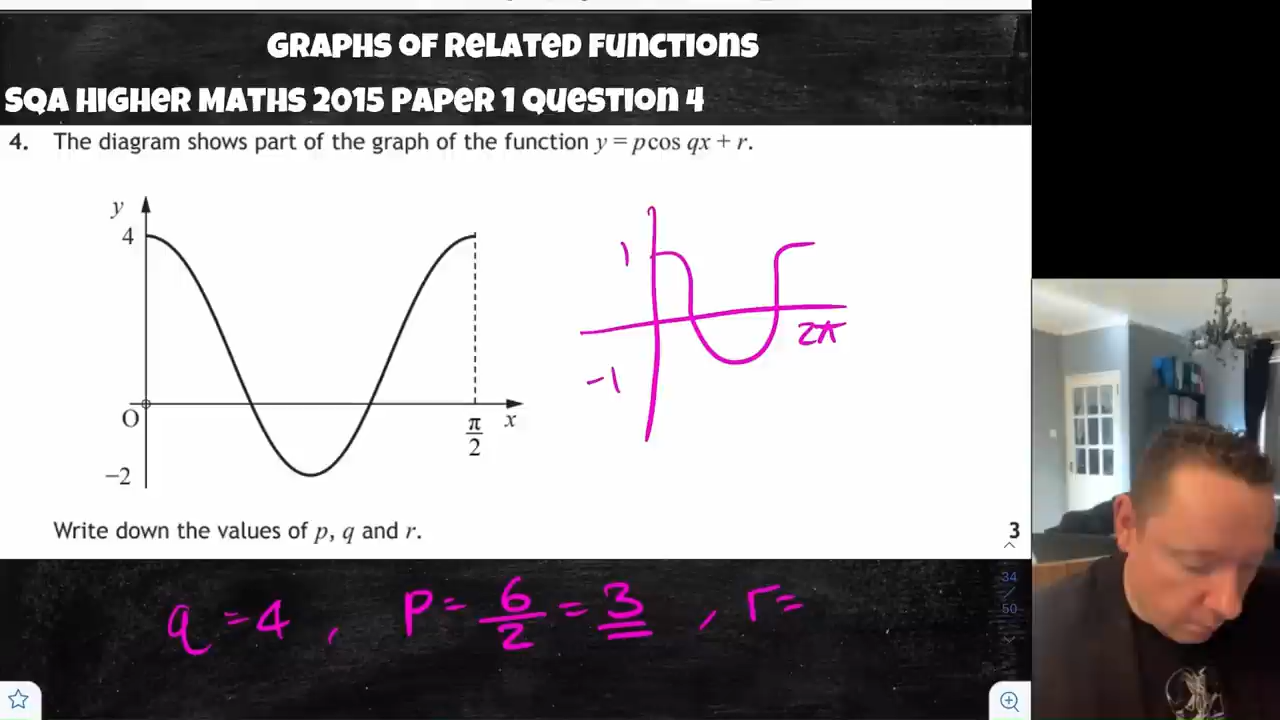 GRAPHS OF RELATED FUNCTIONS
SQA HIGHER MATHS 2015 PAPER 1 QUESTION 4
4. The diagram shows part of the graph of the function y = p cos qx + r.
y
4
O
π/2
x
−2
1
−1
2π
Write down the values of p, q and r.
3
q = 4 , p = 6/2 = 3 , r =
34
/
50